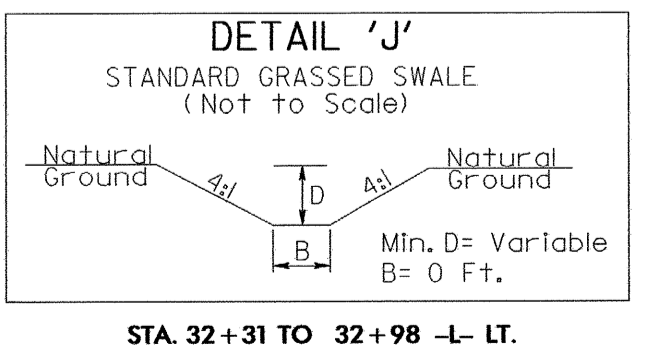 DETAIL 'J'
STANDARD GRASSED SWALE
(Not to Scale)
Natural
Ground
4:1
D
4:1
Natural
Ground
B
Min. D= Variable
B= 0 Ft.
STA. 32+31 TO 32+98 -L- LT.